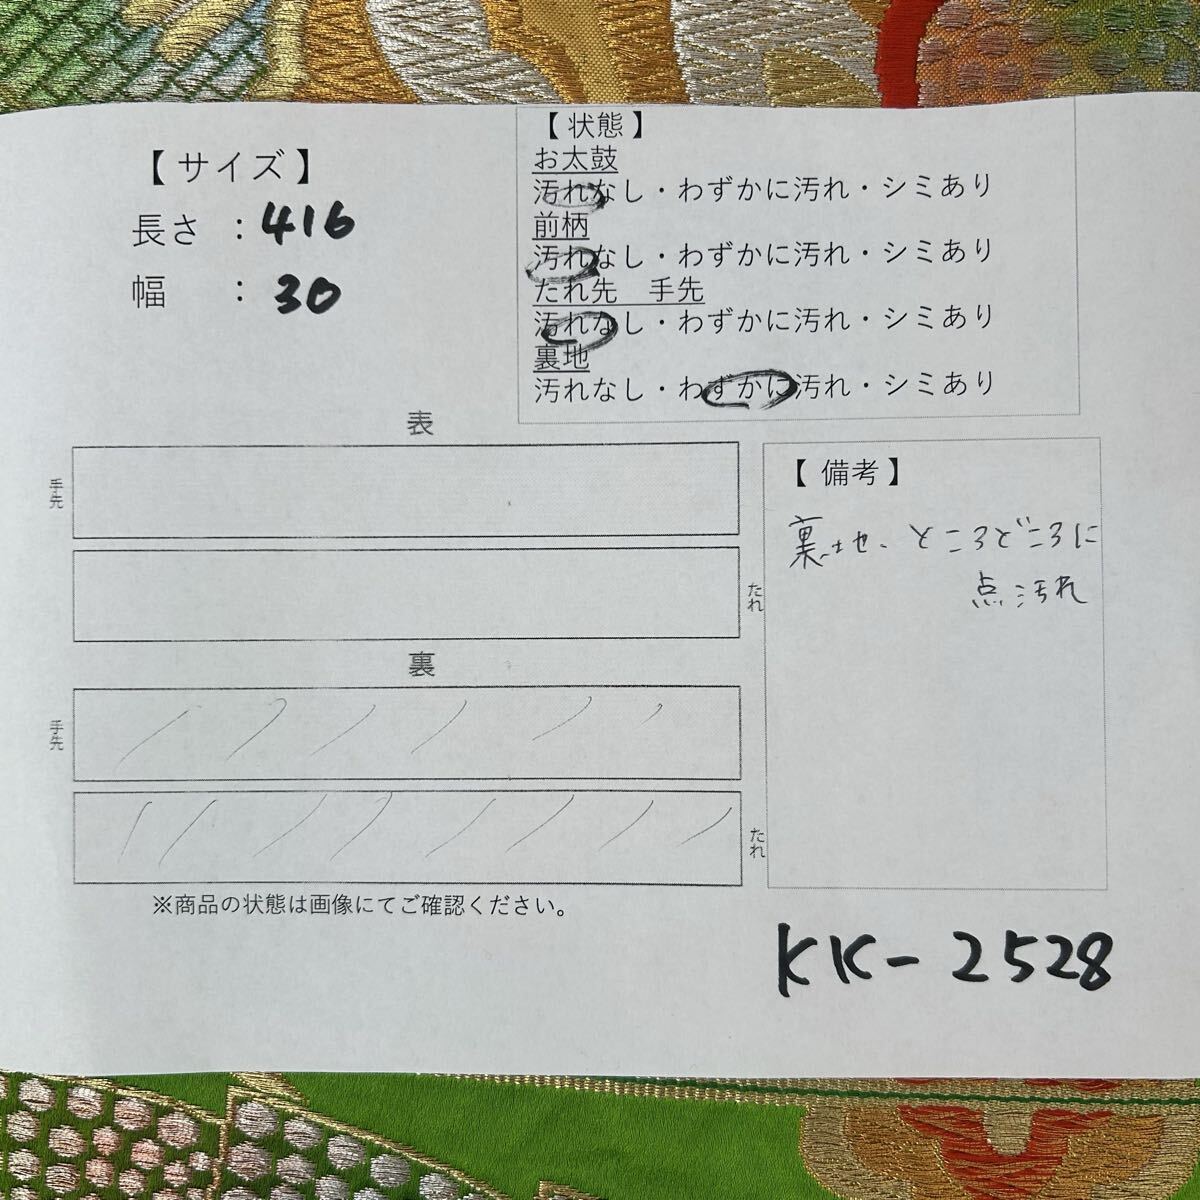 【 サイズ 】
長さ ：416
幅 ：30
【 状態 】
お太鼓
汚れなし・わずかに汚れ・シミあり
前柄
汚れなし・わずかに汚れ・シミあり
たれ先　手先
汚れなし・わずかに汚れ・シミあり
裏地
汚れなし・わずかに汚れ・シミあり
表
手先
たれ
裏
手先
たれ
【 備考 】
裏地、ところどころに
点汚れ
※商品の状態は画像にてご確認ください。
KK-2528